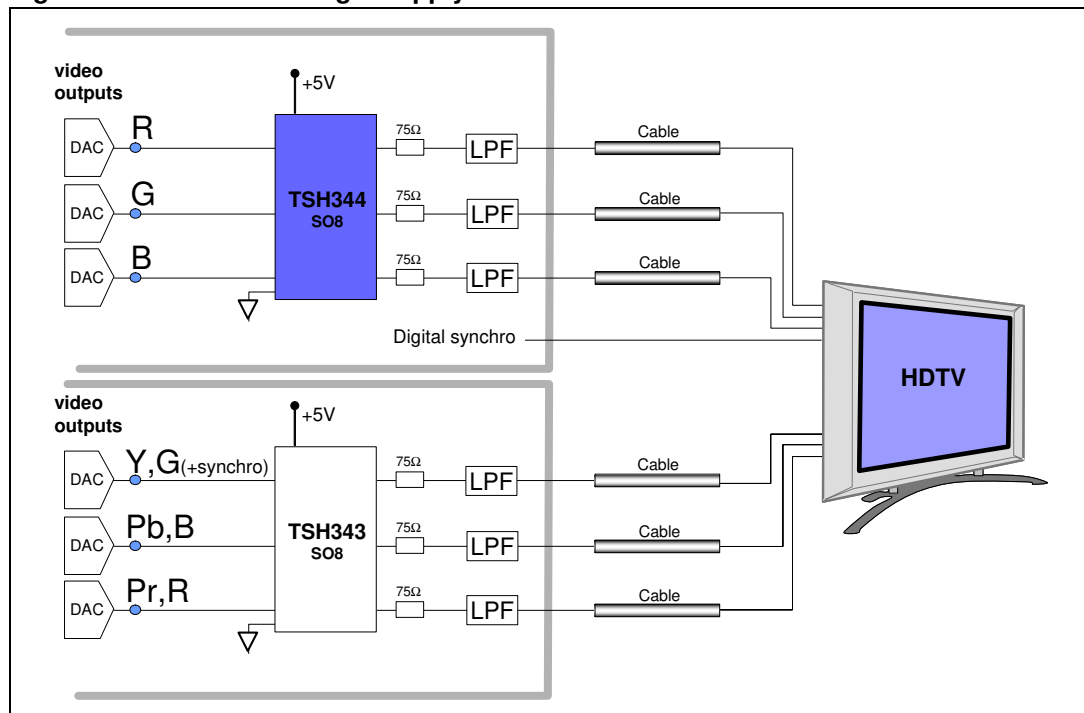 video
outputs
+5V
DAC R 75Ω LPF Cable
DAC G TSH344 75Ω LPF Cable
SO8
DAC B 75Ω LPF Cable
Digital synchro
HDTV
video
outputs
+5V
DAC Y,G(+synchro) 75Ω LPF Cable
DAC Pb,B TSH343 75Ω LPF Cable
SO8
DAC Pr,R 75Ω LPF Cable